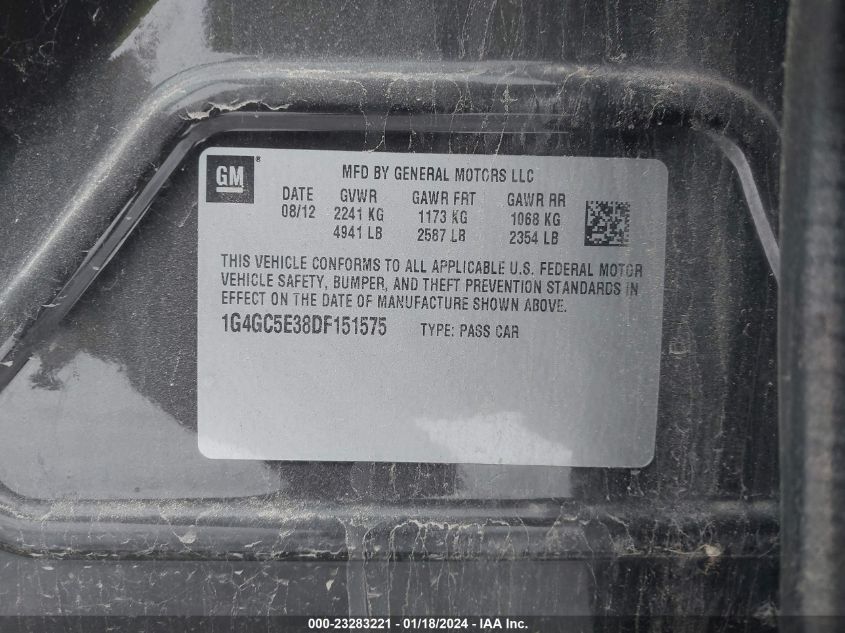 GM ®
MFD BY GENERAL MOTORS LLC
DATE GVWR GAWR FRT GAWR RR
08/12 2241 KG 1173 KG 1068 KG
4941 LB 2587 LB 2354 LB
THIS VEHICLE CONFORMS TO ALL APPLICABLE U.S. FEDERAL MOTOR
VEHICLE SAFETY, BUMPER, AND THEFT PREVENTION STANDARDS IN
EFFECT ON THE DATE OF MANUFACTURE SHOWN ABOVE.
1G4GC5E38DF151575 TYPE: PASS CAR
000-23283221 - 01/18/2024 - IAA Inc.